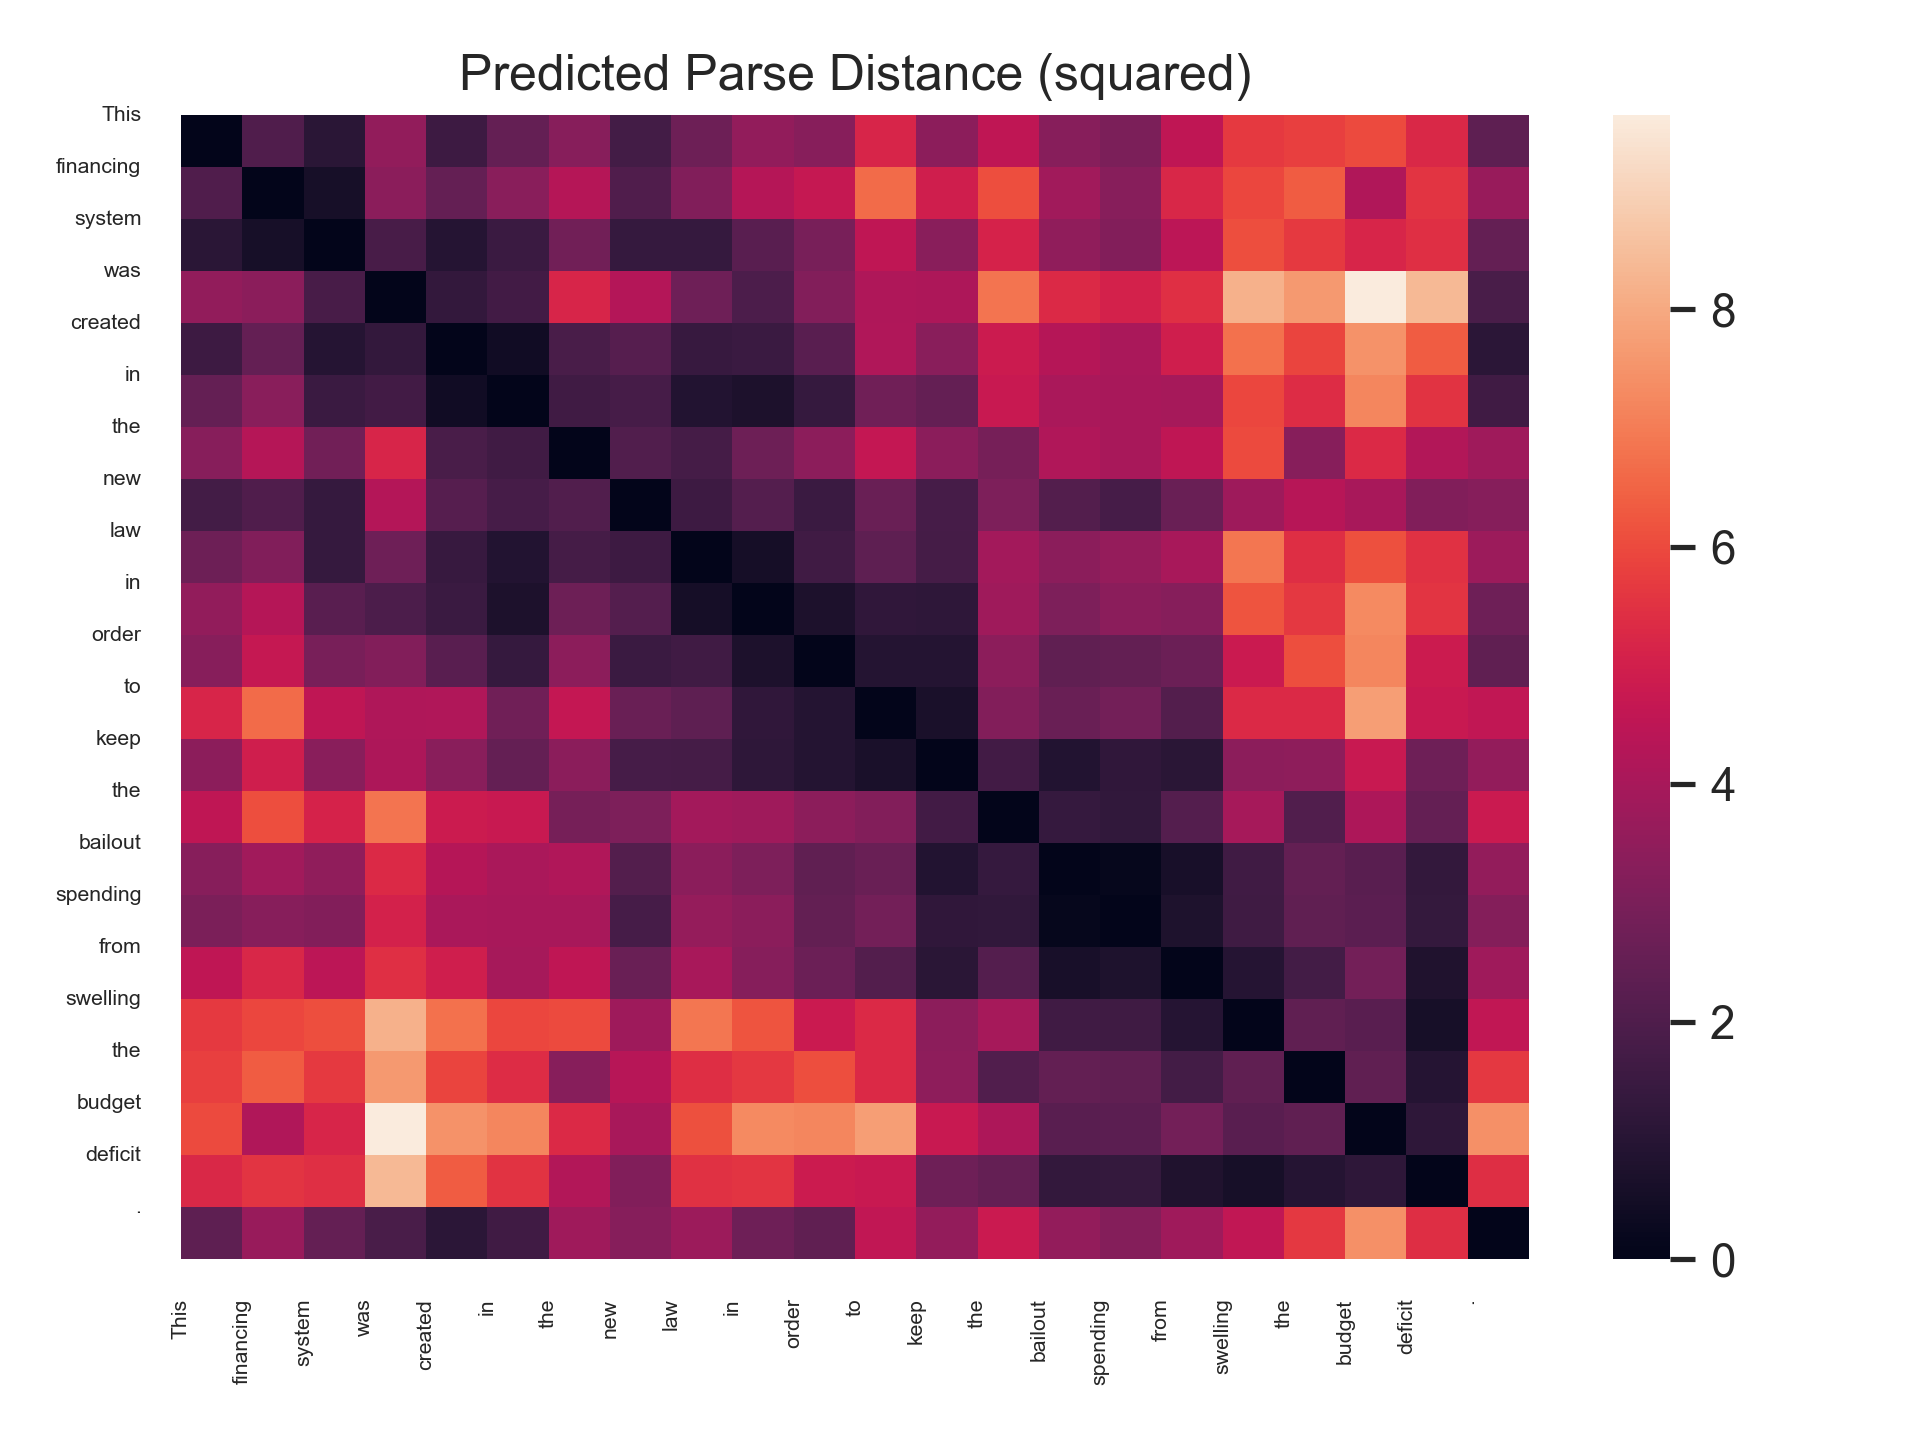 Predicted Parse Distance (squared)
This
financing
system
was
created
in
the
new
law
in
order
to
keep
the
bailout
spending
from
swelling
the
budget
deficit
.
8
6
4
2
0
This
financing
system
was
created
in
the
new
law
in
order
to
keep
the
bailout
spending
from
swelling
the
budget
deficit
.